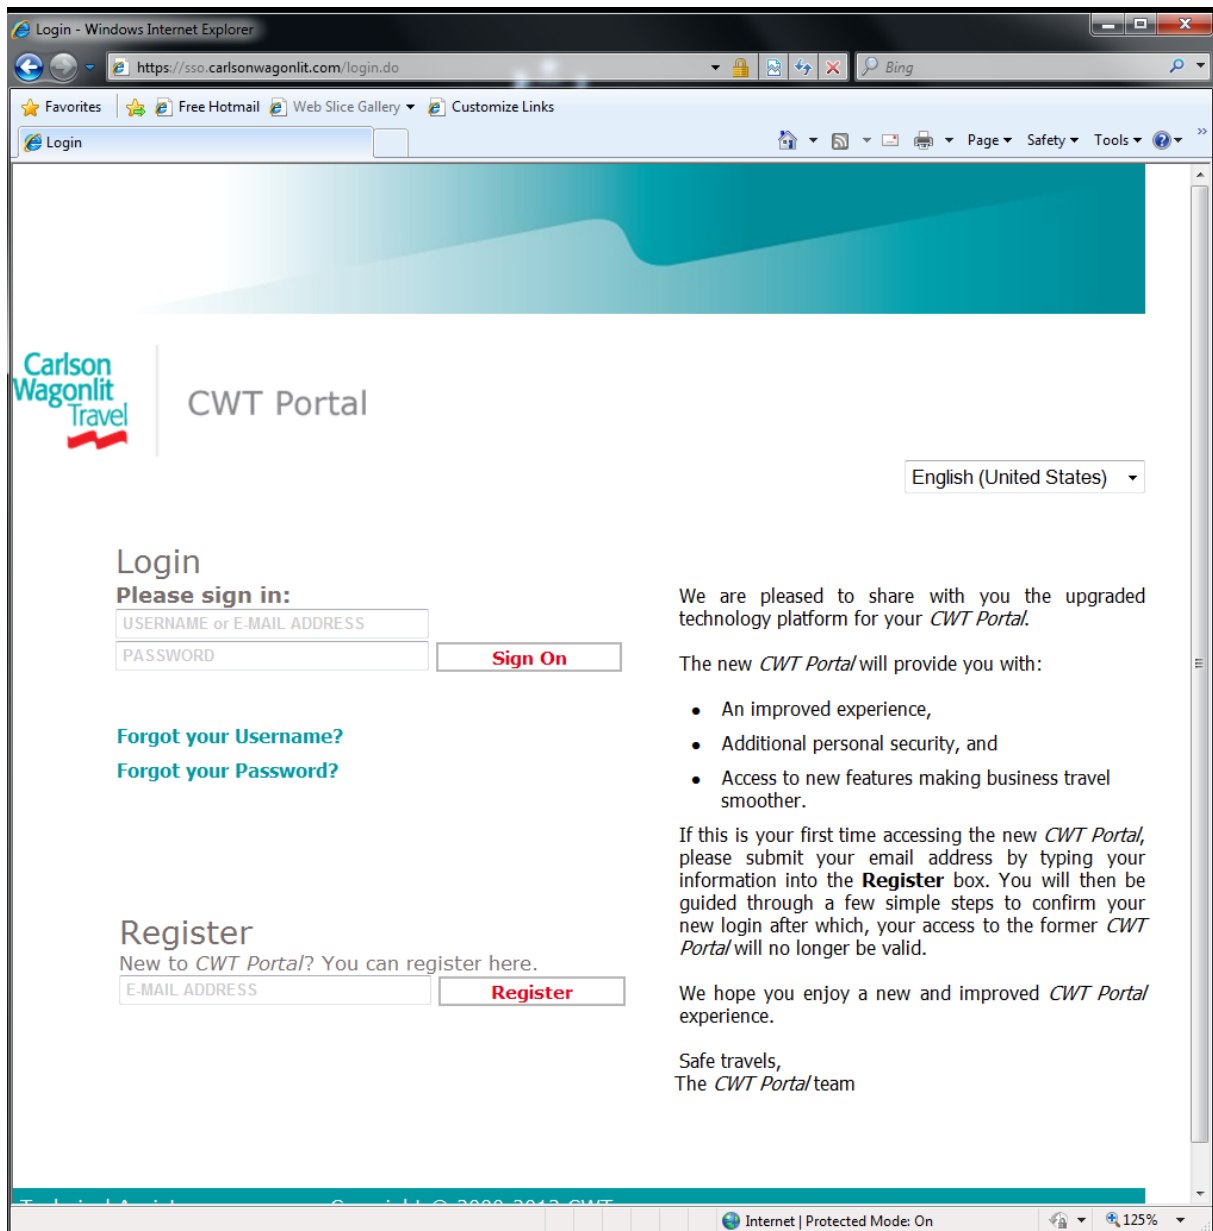 Login - Windows Internet Explorer
https://sso.carlsonwagonlit.com/login.do
Bing
Favorites
Free Hotmail
Web Slice Gallery
Customize Links
Login
Page
Safety
Tools
Carlson
Wagonlit
Travel
CWT Portal
English (United States)
Login
Please sign in:
USERNAME or E-MAIL ADDRESS
PASSWORD
Sign On
Forgot your Username?
Forgot your Password?
Register
New to CWT Portal? You can register here.
E-MAIL ADDRESS
Register
We are pleased to share with you the upgraded
technology platform for your CWT Portal.
The new CWT Portal will provide you with:
• An improved experience,
• Additional personal security, and
• Access to new features making business travel
smoother.
If this is your first time accessing the new CWT Portal,
please submit your email address by typing your
information into the Register box. You will then be
guided through a few simple steps to confirm your
new login after which, your access to the former CWT
Portal will no longer be valid.
We hope you enjoy a new and improved CWT Portal
experience.
Safe travels,
The CWT Portal team
Internet | Protected Mode: On
125%